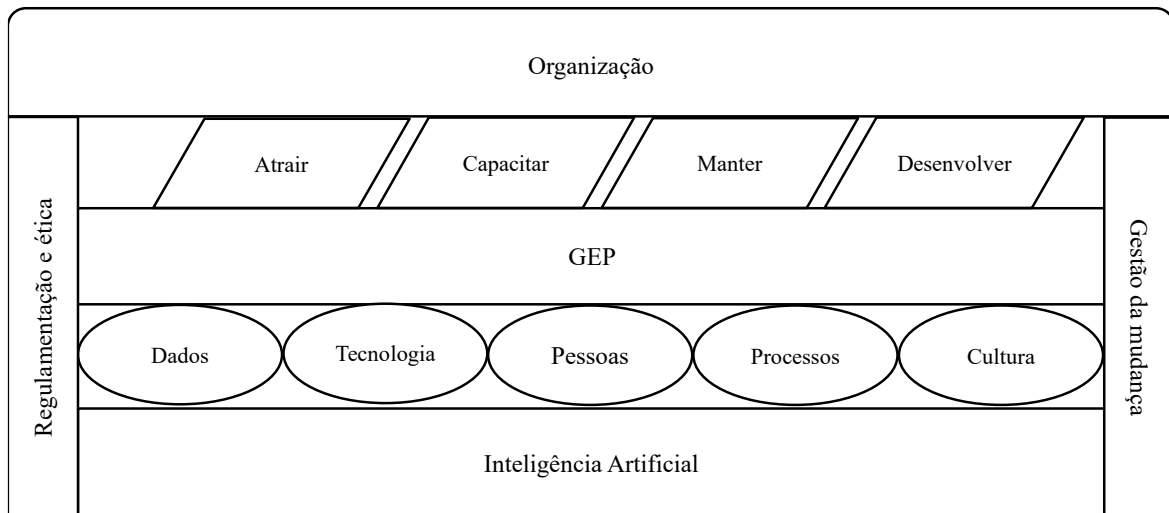 Organização
Regulamentação e ética
Atrair
Capacitar
Manter
Desenvolver
GEP
Dados
Tecnologia
Pessoas
Processos
Cultura
Inteligência Artificial
Gestão da mudança